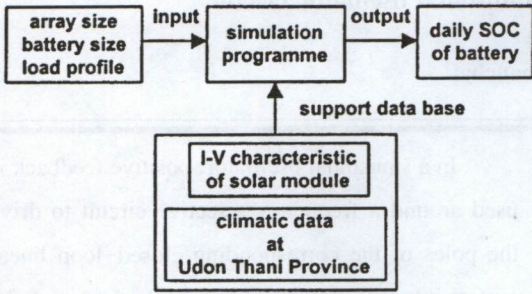 array size
battery size
load profile
input
simulation
programme
output
daily SOC
of battery
support data base
I-V characteristic
of solar module
climatic data
at
Udon Thani Province